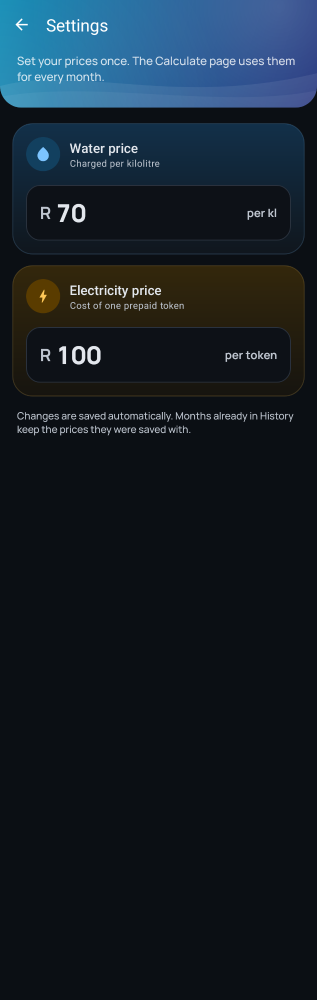 Settings
Set your prices once. The Calculate page uses them
for every month.
Water price
Charged per kilolitre
R 70 per kl
Electricity price
Cost of one prepaid token
R 100 per token
Changes are saved automatically. Months already in History
keep the prices they were saved with.